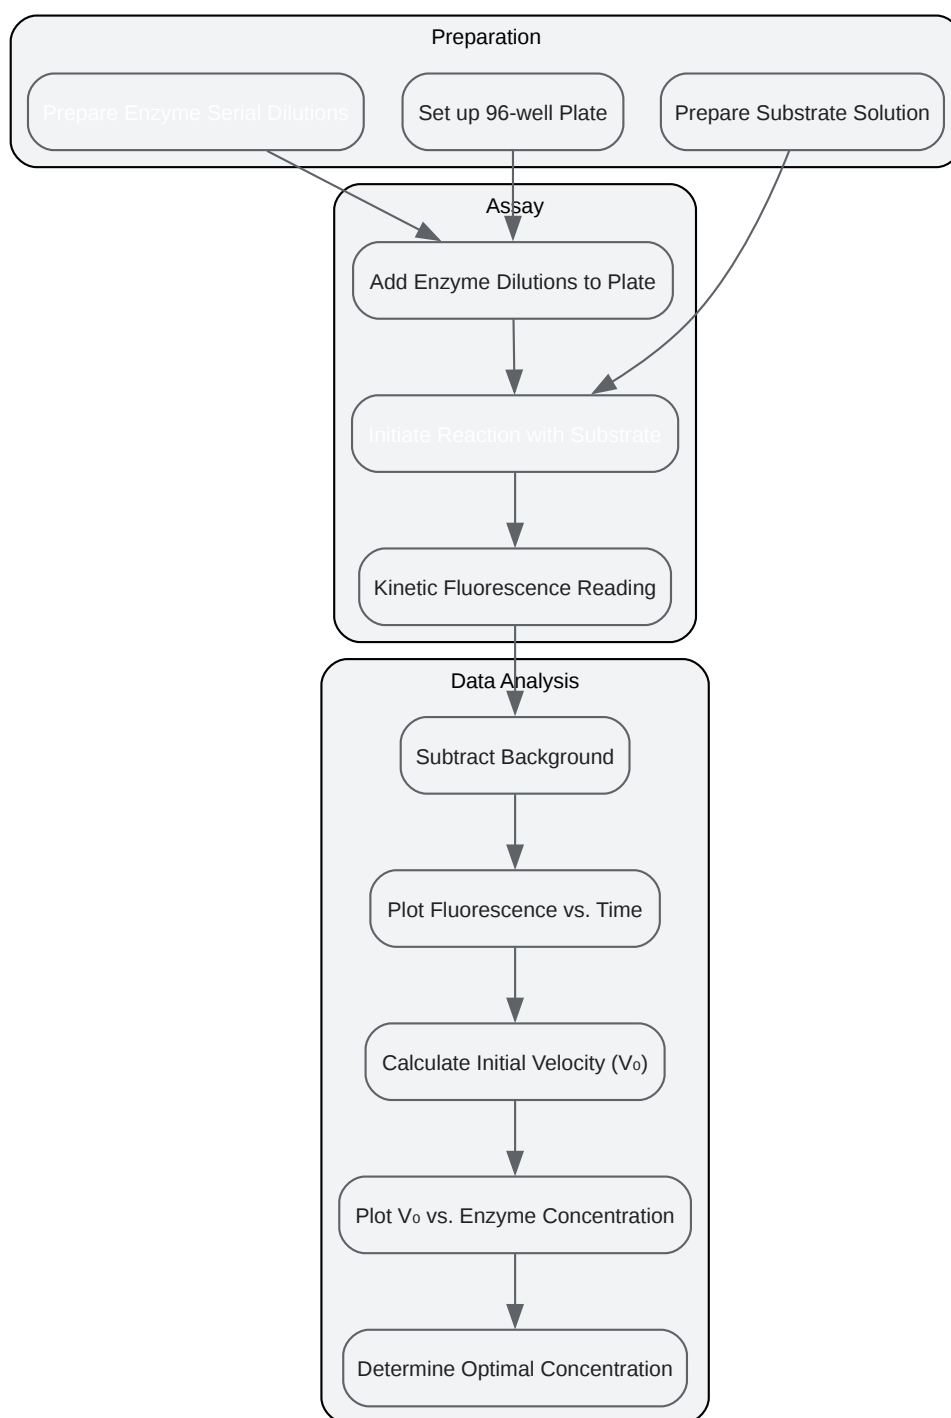 Preparation
Prepare Enzyme Serial Dilutions
Set up 96-well Plate
Prepare Substrate Solution
Assay
Add Enzyme Dilutions to Plate
Initiate Reaction with Substrate
Kinetic Fluorescence Reading
Data Analysis
Subtract Background
Plot Fluorescence vs. Time
Calculate Initial Velocity (V₀)
Plot V₀ vs. Enzyme Concentration
Determine Optimal Concentration